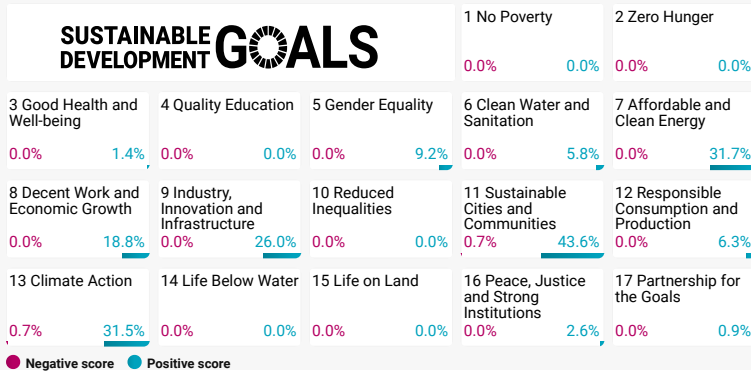 SUSTAINABLE
DEVELOPMENT
GOALS
1 No Poverty
0.0% 0.0%
2 Zero Hunger
0.0% 0.0%
3 Good Health and
Well-being
0.0% 1.4%
4 Quality Education
0.0% 0.0%
5 Gender Equality
0.0% 9.2%
6 Clean Water and
Sanitation
0.0% 5.8%
7 Affordable and
Clean Energy
0.0% 31.7%
8 Decent Work and
Economic Growth
0.0% 18.8%
9 Industry,
Innovation and
Infrastructure
0.0% 26.0%
10 Reduced
Inequalities
0.0% 0.0%
11 Sustainable
Cities and
Communities
0.7% 43.6%
12 Responsible
Consumption and
Production
0.0% 6.3%
13 Climate Action
0.7% 31.5%
14 Life Below Water
0.0% 0.0%
15 Life on Land
0.0% 0.0%
16 Peace, Justice
and Strong
Institutions
0.0% 2.6%
17 Partnership for
the Goals
0.0% 0.9%
Negative score Positive score